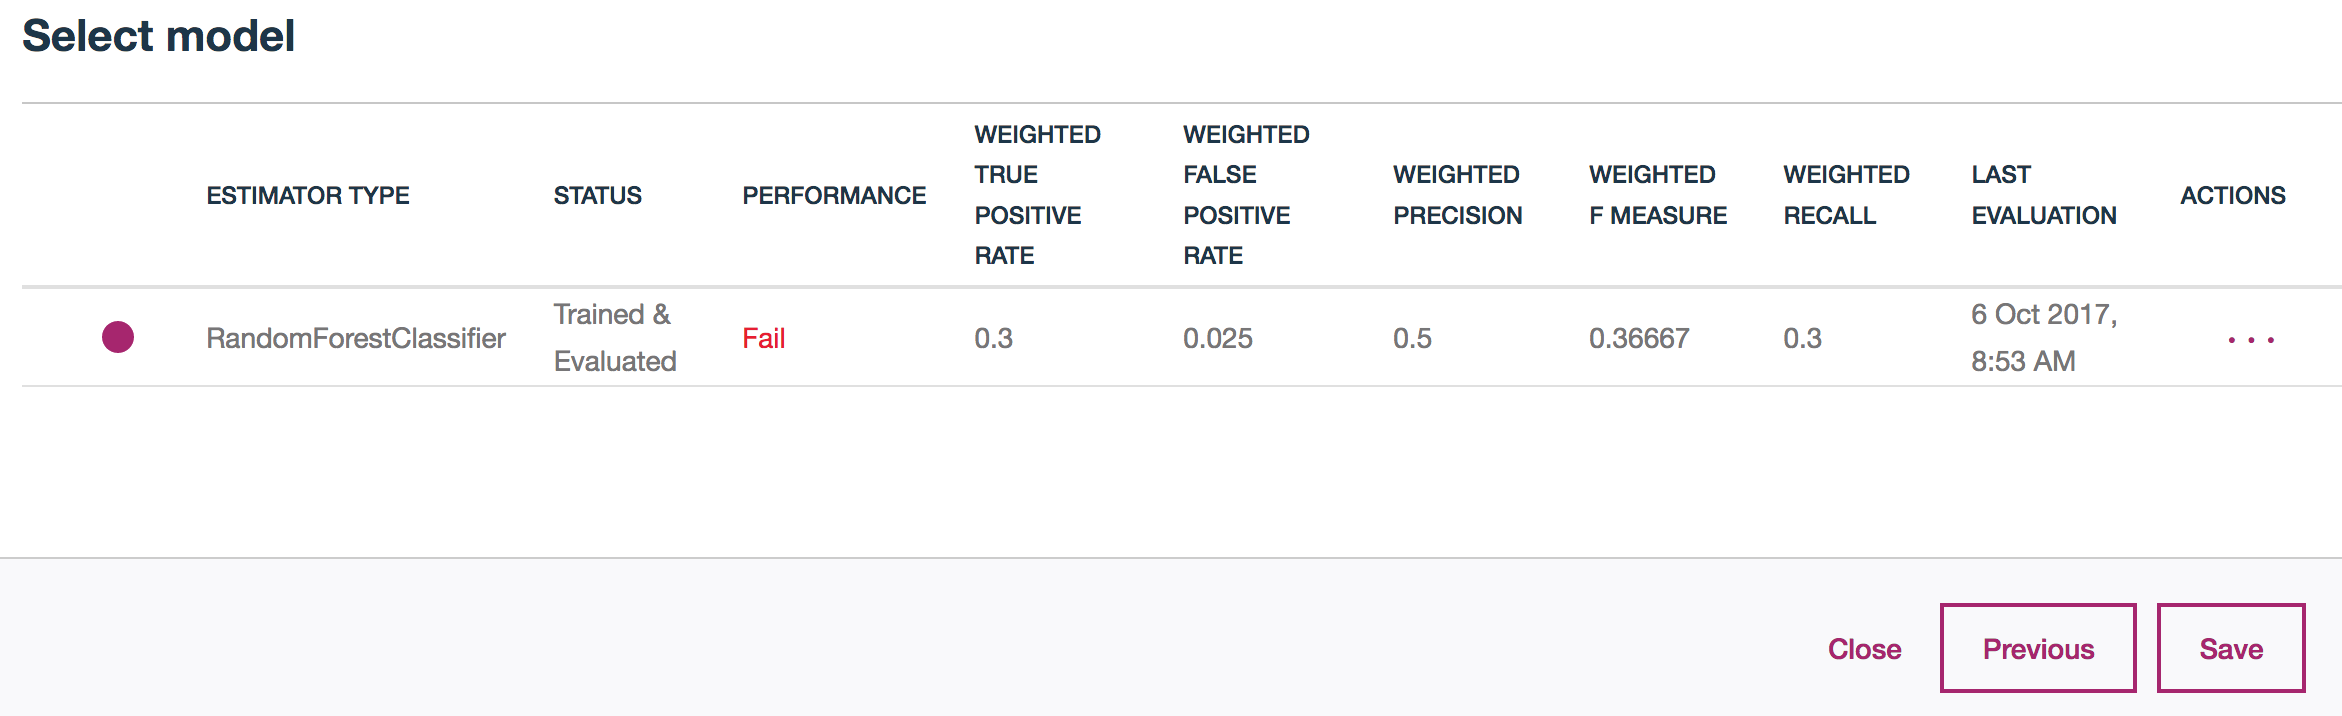 Select model
ESTIMATOR TYPE
STATUS
PERFORMANCE
WEIGHTED
TRUE
POSITIVE
RATE
WEIGHTED
FALSE
POSITIVE
RATE
WEIGHTED
PRECISION
WEIGHTED
F MEASURE
WEIGHTED
RECALL
LAST
EVALUATION
ACTIONS
RandomForestClassifier
Trained &
Evaluated
Fail
0.3
0.025
0.5
0.36667
0.3
6 Oct 2017,
8:53 AM
Close
Previous
Save